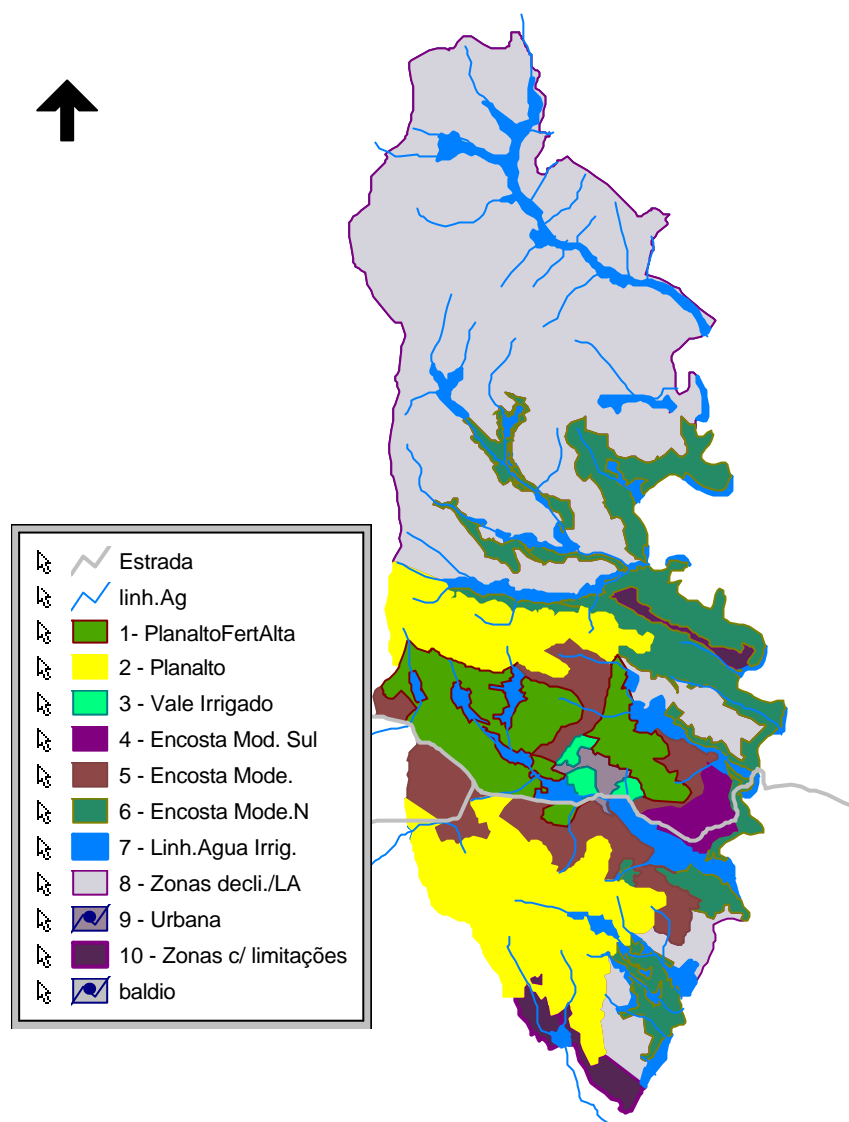 Estrada
linh.Ag
1- PlanaltoFertAlta
2 - Planalto
3 - Vale Irrigado
4 - Encosta Mod. Sul
5 - Encosta Mode.
6 - Encosta Mode.N
7 - Linh.Agua Irrig.
8 - Zonas decli./LA
9 - Urbana
10 - Zonas c/ limitações
baldio